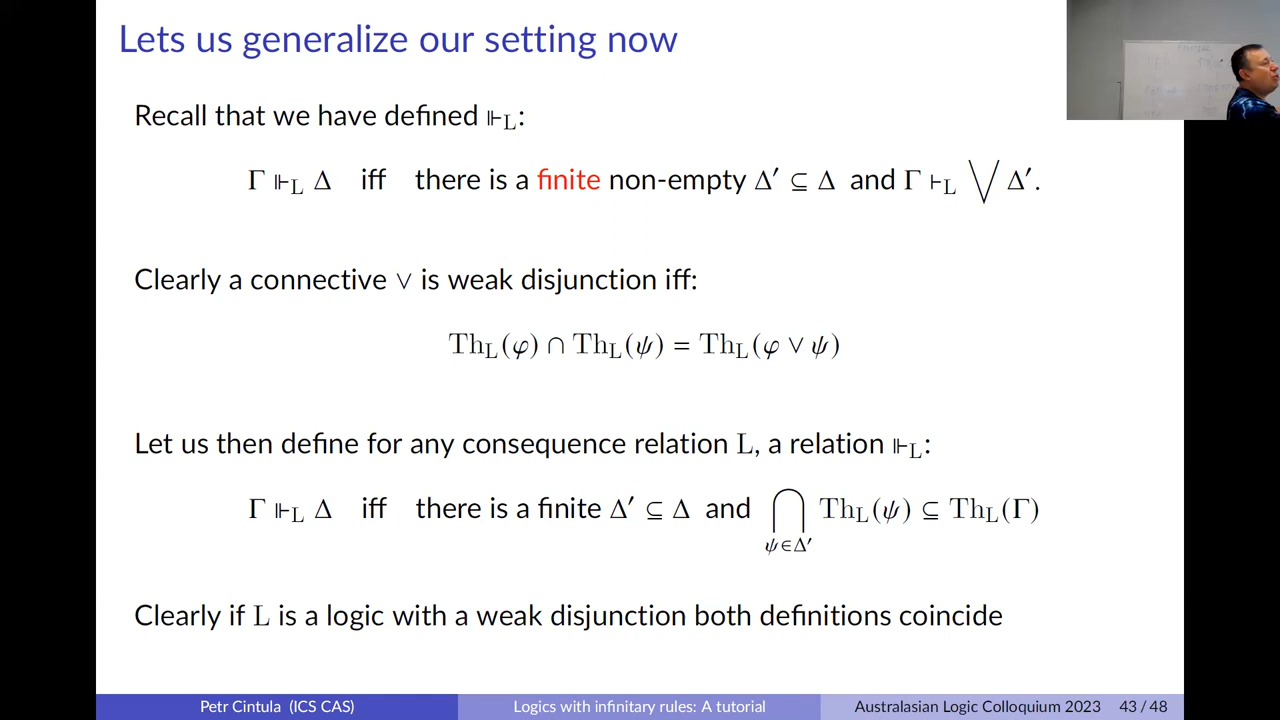 Lets us generalize our setting now
Recall that we have defined ⊩L:
Γ ⊩L Δ iff there is a finite non-empty Δ′ ⊆ Δ and Γ ⊢L ⋁ Δ′.
Clearly a connective ∨ is weak disjunction iff:
ThL(φ) ∩ ThL(ψ) = ThL(φ ∨ ψ)
Let us then define for any consequence relation L, a relation ⊩L:
Γ ⊩L Δ iff there is a finite Δ′ ⊆ Δ and ⋂ψ∈Δ′ ThL(ψ) ⊆ ThL(Γ)
Clearly if L is a logic with a weak disjunction both definitions coincide
Petr Cintula (ICS CAS) Logics with infinitary rules: A tutorial Australasian Logic Colloquium 2023 43 / 48